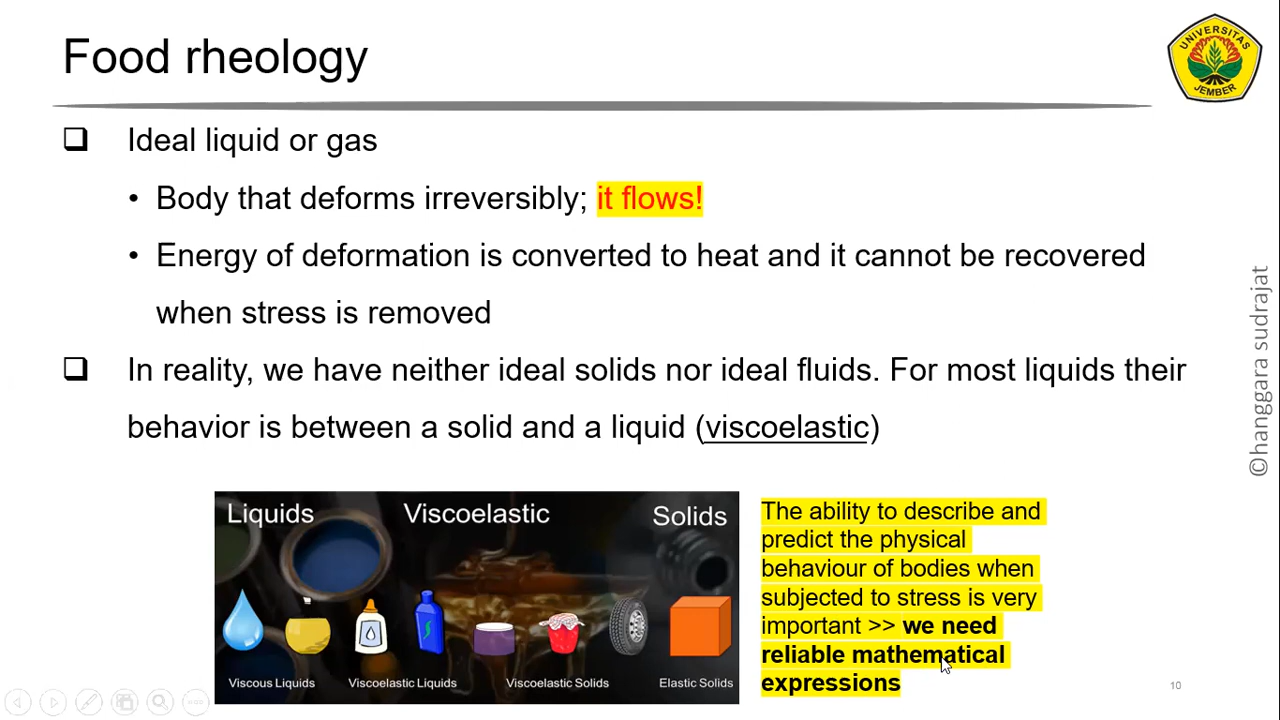 Food rheology
UNIVERSITAS
JEMBER
❑ Ideal liquid or gas
• Body that deforms irreversibly; it flows!
• Energy of deformation is converted to heat and it cannot be recovered
when stress is removed
❑ In reality, we have neither ideal solids nor ideal fluids. For most liquids their
behavior is between a solid and a liquid (viscoelastic)
©hanggara sudrajat
Liquids Viscoelastic Solids
Viscous Liquids Viscoelastic Liquids Viscoelastic Solids Elastic Solids
The ability to describe and
predict the physical
behaviour of bodies when
subjected to stress is very
important >> we need
reliable mathematical
expressions
10